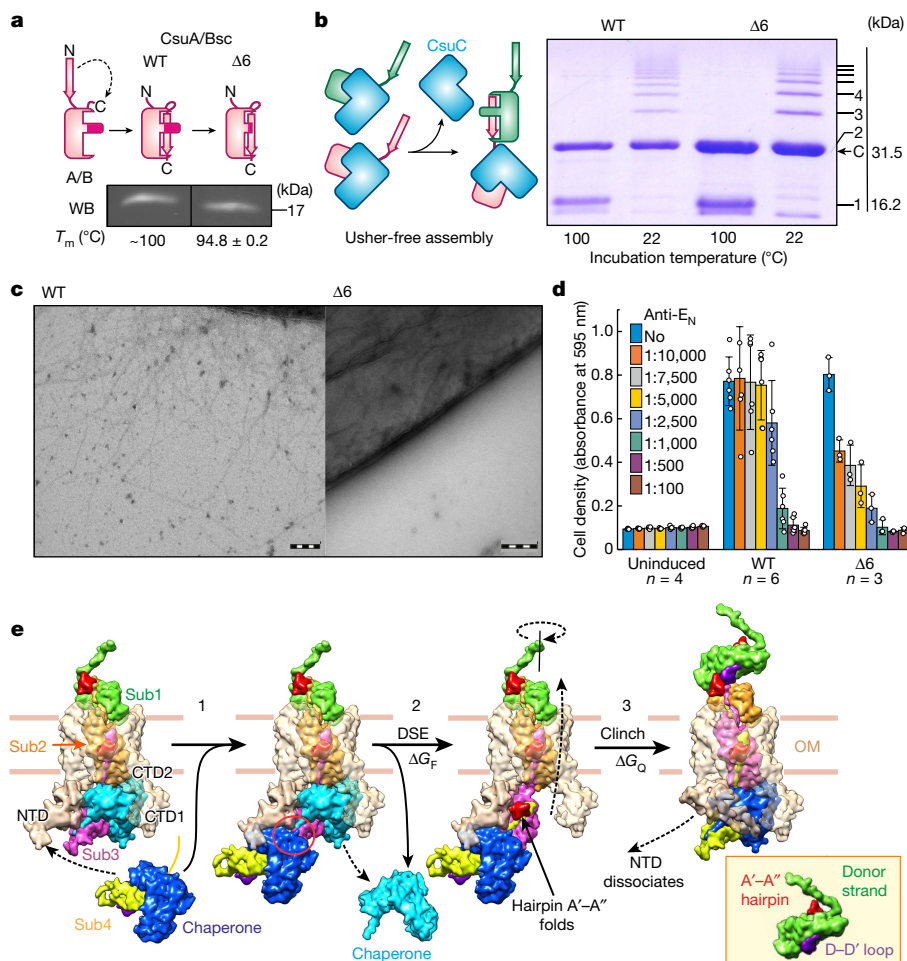 a
CsuA/Bsc
N
WT
Δ6
C
N
N
C
C
A/B
(kDa)
WB
17
Tm (°C)
~100
94.8 ± 0.2
b
CsuC
Usher-free assembly
WT
Δ6
(kDa)
4
3
2
C
31.5
1
16.2
100
22
100
22
Incubation temperature (°C)
c
WT
Δ6
d
Cell density (absorbance at 595 nm)
1.0
0.8
0.6
0.4
0.2
0
Anti-EN
No
1:10,000
1:7,500
1:5,000
1:2,500
1:1,000
1:500
1:100
Uninduced
n = 4
WT
n = 6
Δ6
n = 3
e
Sub1
Sub2
CTD2
NTD
CTD1
Sub3
Sub4
Chaperone
1
2
DSE
ΔGF
Chaperone
Hairpin A′–A″
folds
3
Clinch
ΔGQ
OM
NTD
dissociates
A′–A″
hairpin
Donor
strand
D–D′ loop